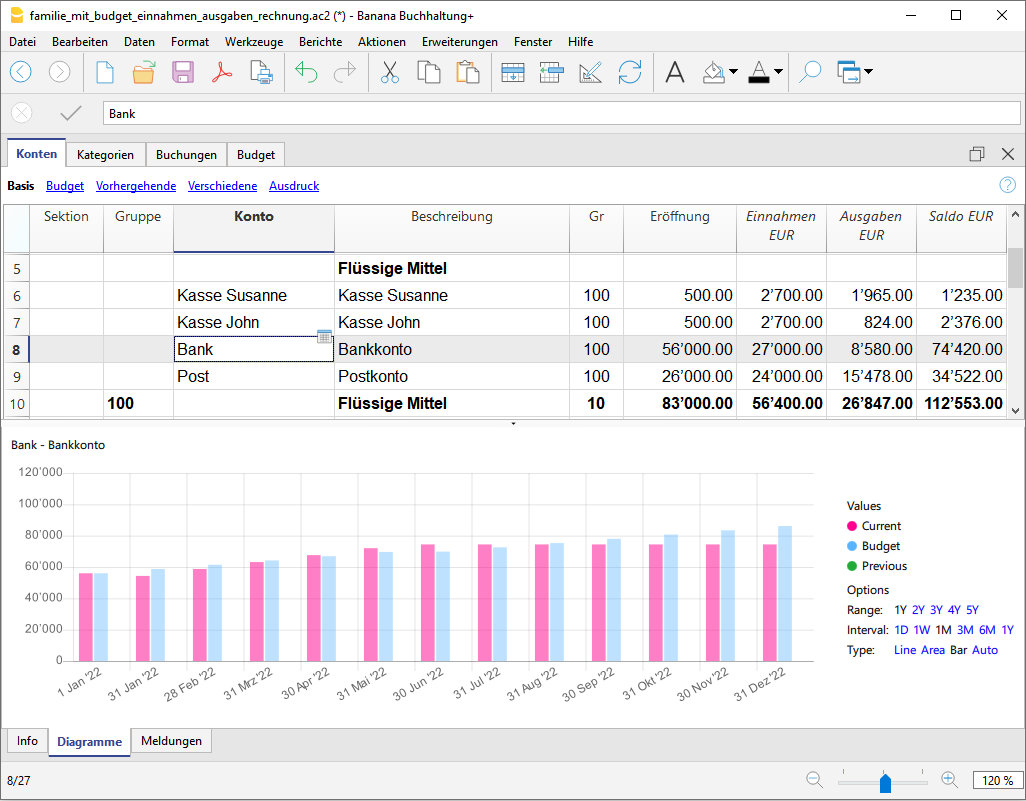 familie_mit_budget_einnahmen_ausgaben_rechnung.ac2 (*) - Banana Buchhaltung+
Datei Bearbeiten Daten Format Werkzeuge Berichte Aktionen Erweiterungen Fenster Hilfe
Bank
Konten Kategorien Buchungen Budget
Basis Budget Vorhergehende Verschiedene Ausdruck
Sektion Gruppe Konto Beschreibung Gr Eröffnung Einnahmen EUR Ausgaben EUR Saldo EUR
5 Flüssige Mittel
6 Kasse Susanne Kasse Susanne 100 500.00 2’700.00 1’965.00 1’235.00
7 Kasse John Kasse John 100 500.00 2’700.00 824.00 2’376.00
8 Bank Bankkonto 100 56’000.00 27’000.00 8’580.00 74’420.00
9 Post Postkonto 100 26’000.00 24’000.00 15’478.00 34’522.00
10 100 Flüssige Mittel 10 83’000.00 56’400.00 26’847.00 112’553.00
Bank - Bankkonto
120’000
100’000
80’000
60’000
40’000
20’000
0
1 Jan '22 31 Jan '22 28 Feb '22 31 Mrz '22 30 Apr '22 31 Mai '22 30 Jun '22 31 Jul '22 31 Aug '22 30 Sep '22 31 Okt '22 30 Nov '22 31 Dez '22
Values
Current
Budget
Previous
Options
Range: 1Y 2Y 3Y 4Y 5Y
Interval: 1D 1W 1M 3M 6M 1Y
Type: Line Area Bar Auto
Info Diagramme Meldungen
8/27
120 %